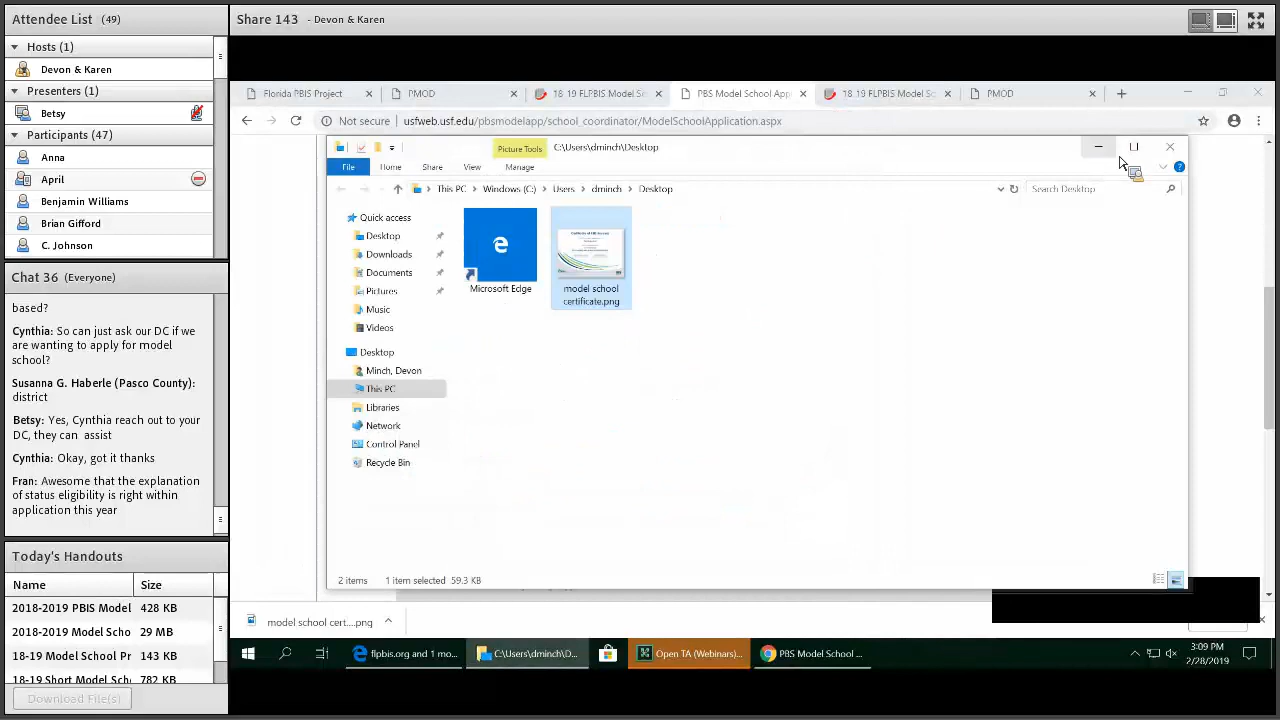 Attendee List (49)
Hosts (1)
Devon & Karen
Presenters (1)
Betsy
Participants (47)
Anna
April
Benjamin Williams
Brian Gifford
C. Johnson
Chat 36 (Everyone)
based?
Cynthia: So can just ask our DC if we
are wanting to apply for model
school?
Susanna G. Haberle (Pasco County):
district
Betsy: Yes, Cynthia reach out to your
DC, they can assist
Cynthia: Okay, got it thanks
Fran: Awesome that the explanation
of status eligibility is right within
application this year
Today's Handouts
Name Size
2018-2019 PBIS Model 428 KB
2018-2019 Model Scho 29 MB
18-19 Model School Pr 143 KB
18-19 Short Model Sch 782 KB
Download File(s)
Share 143 - Devon & Karen
Florida PBIS Project
PMOD
18-19 FLPBIS Model Sc
PBS Model School App
18-19 FLPBIS Model Sc
PMOD
Not secure usfweb.usf.edu/pbsmodelapp/school_coordinator/ModelSchoolApplication.aspx
Picture Tools C:\Users\dminch\Desktop
File Home Share View Manage
This PC Windows (C:) Users dminch Desktop
Search Desktop
Quick access
Desktop
Downloads
Documents
Pictures
Music
Videos
Desktop
Minch, Devon
This PC
Libraries
Network
Control Panel
Recycle Bin
Microsoft Edge
model school
certificate.png
2 items 1 item selected 59.3 KB
model school cert....png
flpbis.org and 1 mo...
C:\Users\dminch\D...
Open TA (Webinars)...
PBS Model School ...
3:09 PM
2/28/2019